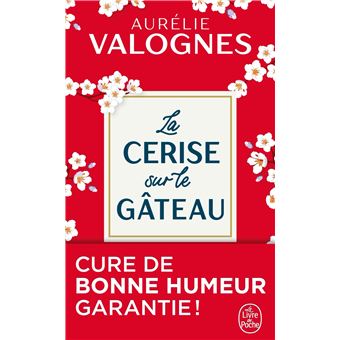 AURÉLIE
VALOGNES
La
CERISE
sur le
GÂTEAU
CURE DE
BONNE HUMEUR
GARANTIE !
Le Livre
de Poche